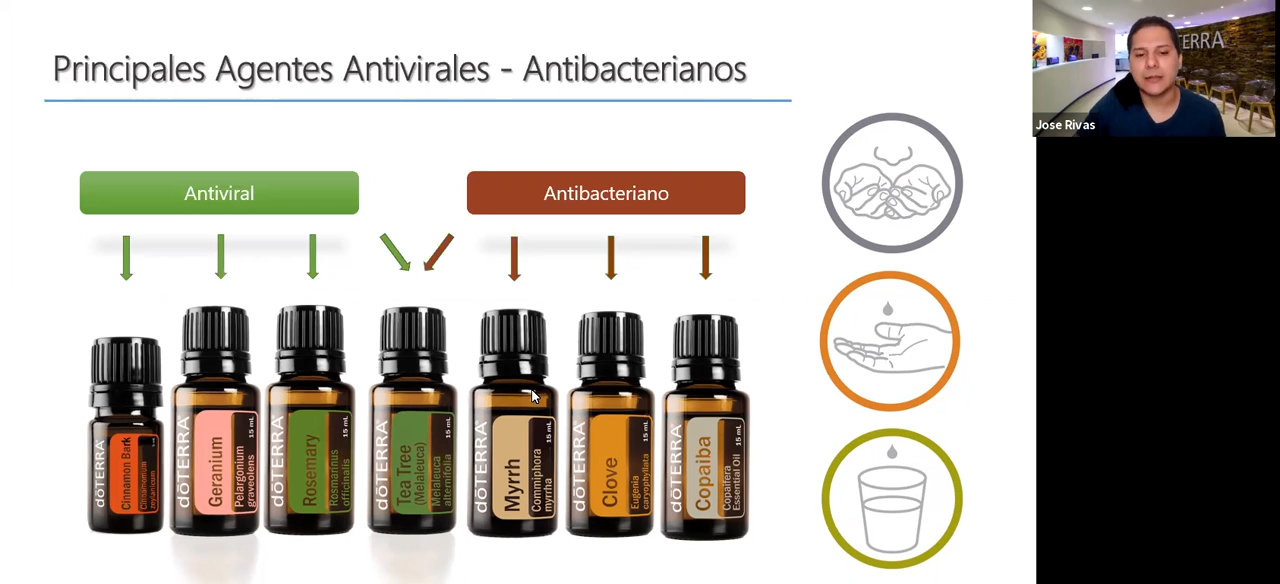 Principales Agentes Antivirales - Antibacterianos
TERRA
Jose Rivas
Antiviral
Antibacteriano
dōTERRA
Cinnamon Bark
Cinnamomum
zeylanicum
dōTERRA
Geranium
Pelargonium
graveolens
15 mL
dōTERRA
Rosemary
Rosmarinus
officinalis
15 mL
dōTERRA
Tea Tree
(Melaleuca)
Melaleuca
alternifolia
15 mL
dōTERRA
Myrrh
Commiphora
myrrha
15 mL
dōTERRA
Clove
Eugenia
caryophyllata
15 mL
dōTERRA
Copaiba
Copaifera
Essential Oil
15 mL